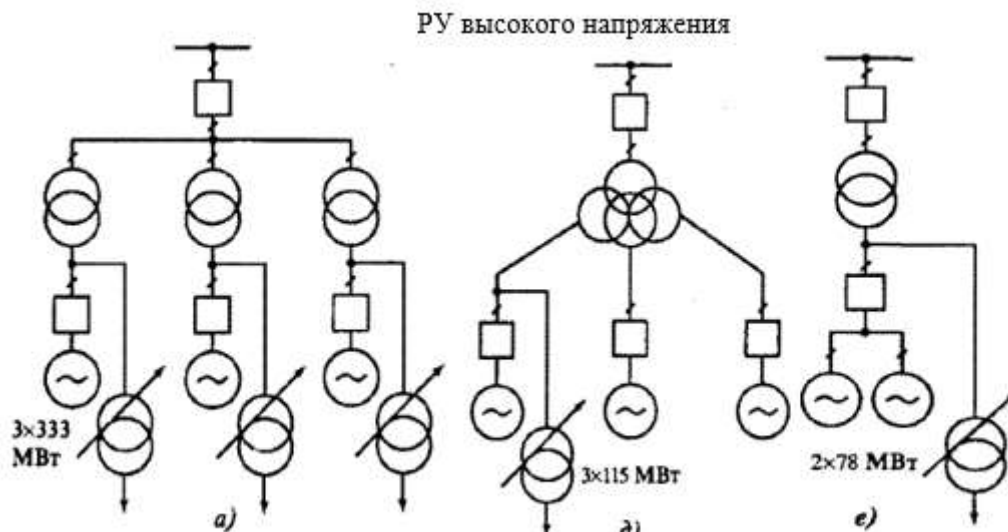 РУ высокого напряжения
3×333
МВт
3×115 МВт
2×78 МВт
а)
д)
е)